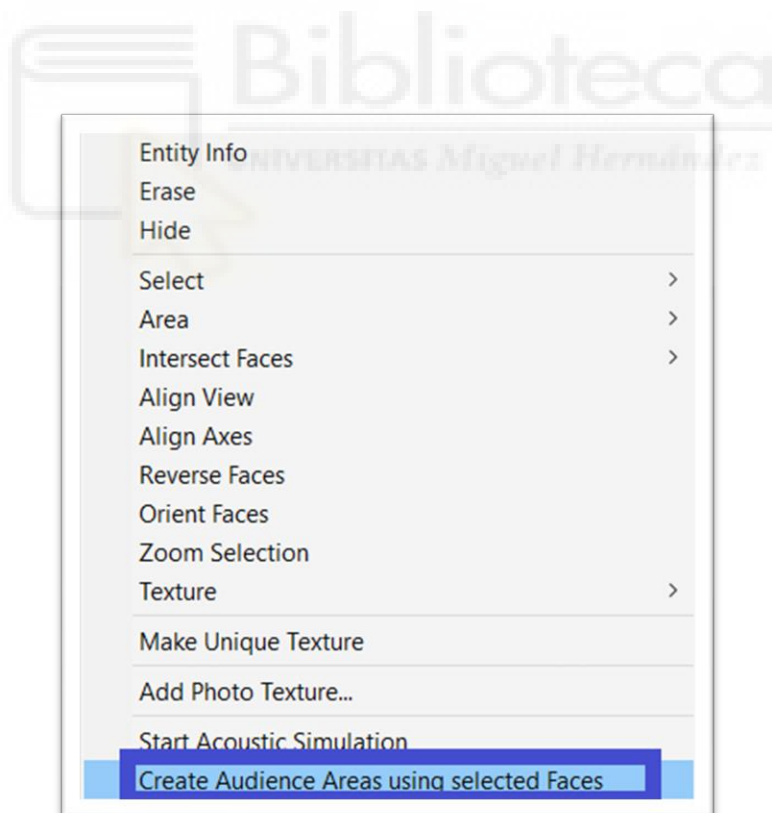 Biblioteca
UNIVERSITAS Miguel Hernández
Entity Info
Erase
Hide
Select
Area
Intersect Faces
Align View
Align Axes
Reverse Faces
Orient Faces
Zoom Selection
Texture
Make Unique Texture
Add Photo Texture...
Start Acoustic Simulation
Create Audience Areas using selected Faces